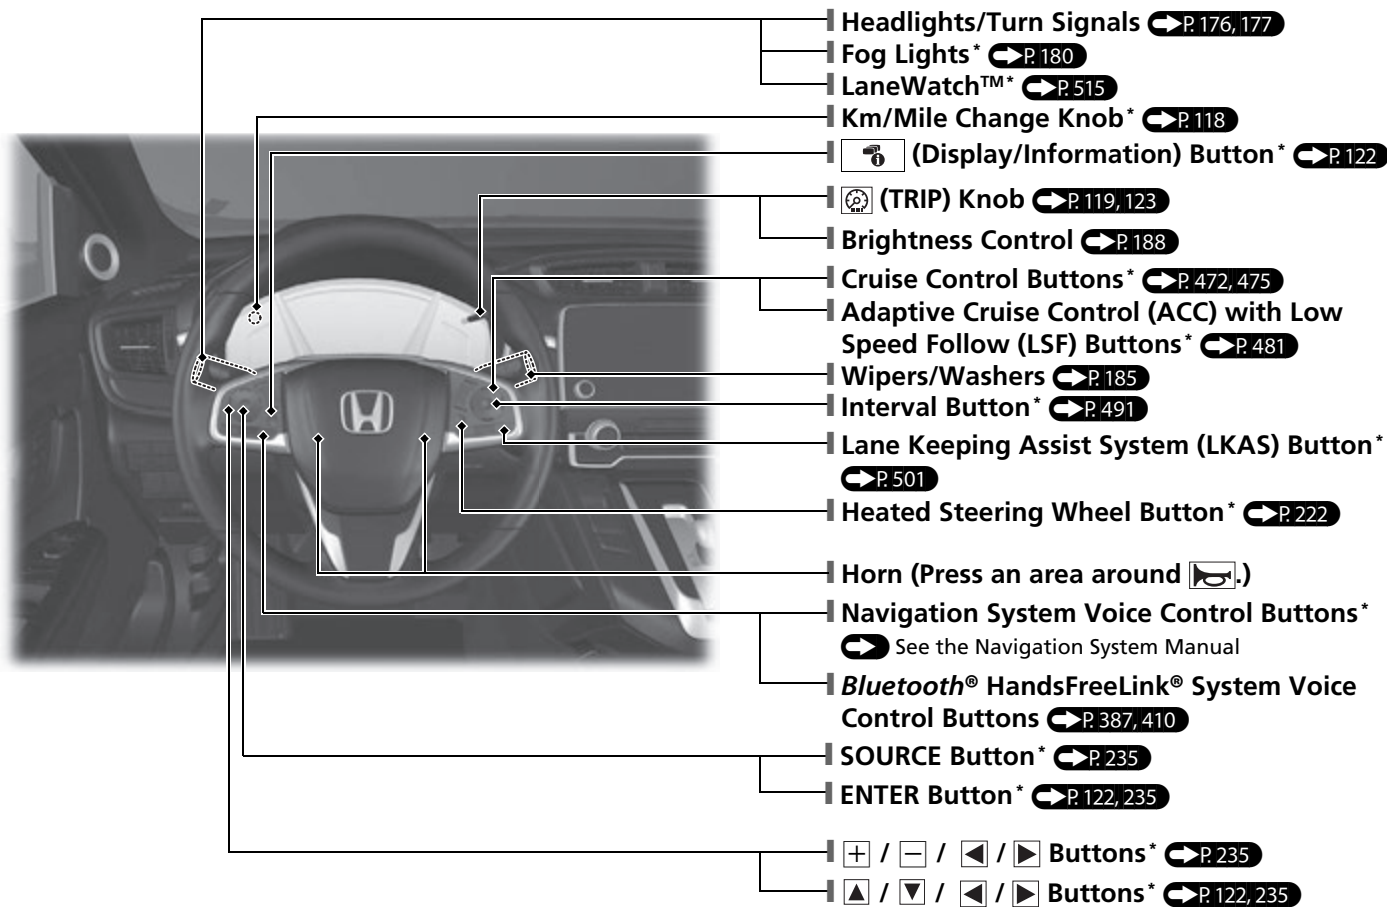 Headlights/Turn Signals P. 176, 177
Fog Lights* P. 180
LaneWatch™* P. 515
Km/Mile Change Knob* P. 118
(Display/Information) Button* P. 122
(TRIP) Knob P. 119, 123
Brightness Control P. 188
Cruise Control Buttons* P. 472, 475
Adaptive Cruise Control (ACC) with Low
Speed Follow (LSF) Buttons* P. 481
Wipers/Washers P. 185
Interval Button* P. 491
Lane Keeping Assist System (LKAS) Button*
P. 501
Heated Steering Wheel Button* P. 222
Horn (Press an area around .)
Navigation System Voice Control Buttons*
See the Navigation System Manual
Bluetooth® HandsFreeLink® System Voice
Control Buttons P. 387, 410
SOURCE Button* P. 235
ENTER Button* P. 122, 235
+ / − / ◀ / ▶ Buttons* P. 235
▲ / ▼ / ◀ / ▶ Buttons* P. 122, 235